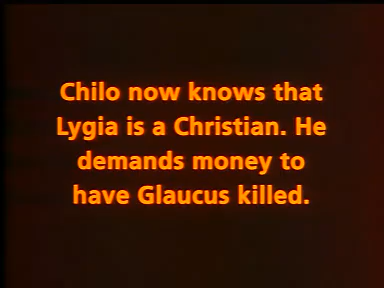 Chilo now knows that
Lygia is a Christian. He
demands money to
have Glaucus killed.